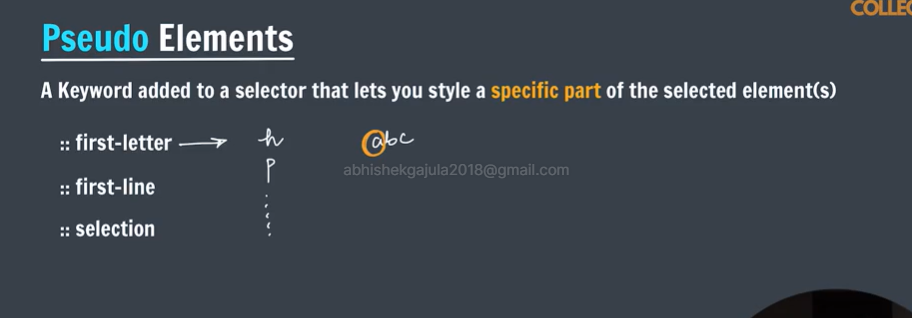 COLLE
Pseudo Elements
A Keyword added to a selector that lets you style a specific part of the selected element(s)
:: first-letter → h abc
p
abhishekgajula2018@gmail.com
:: first-line
:: selection